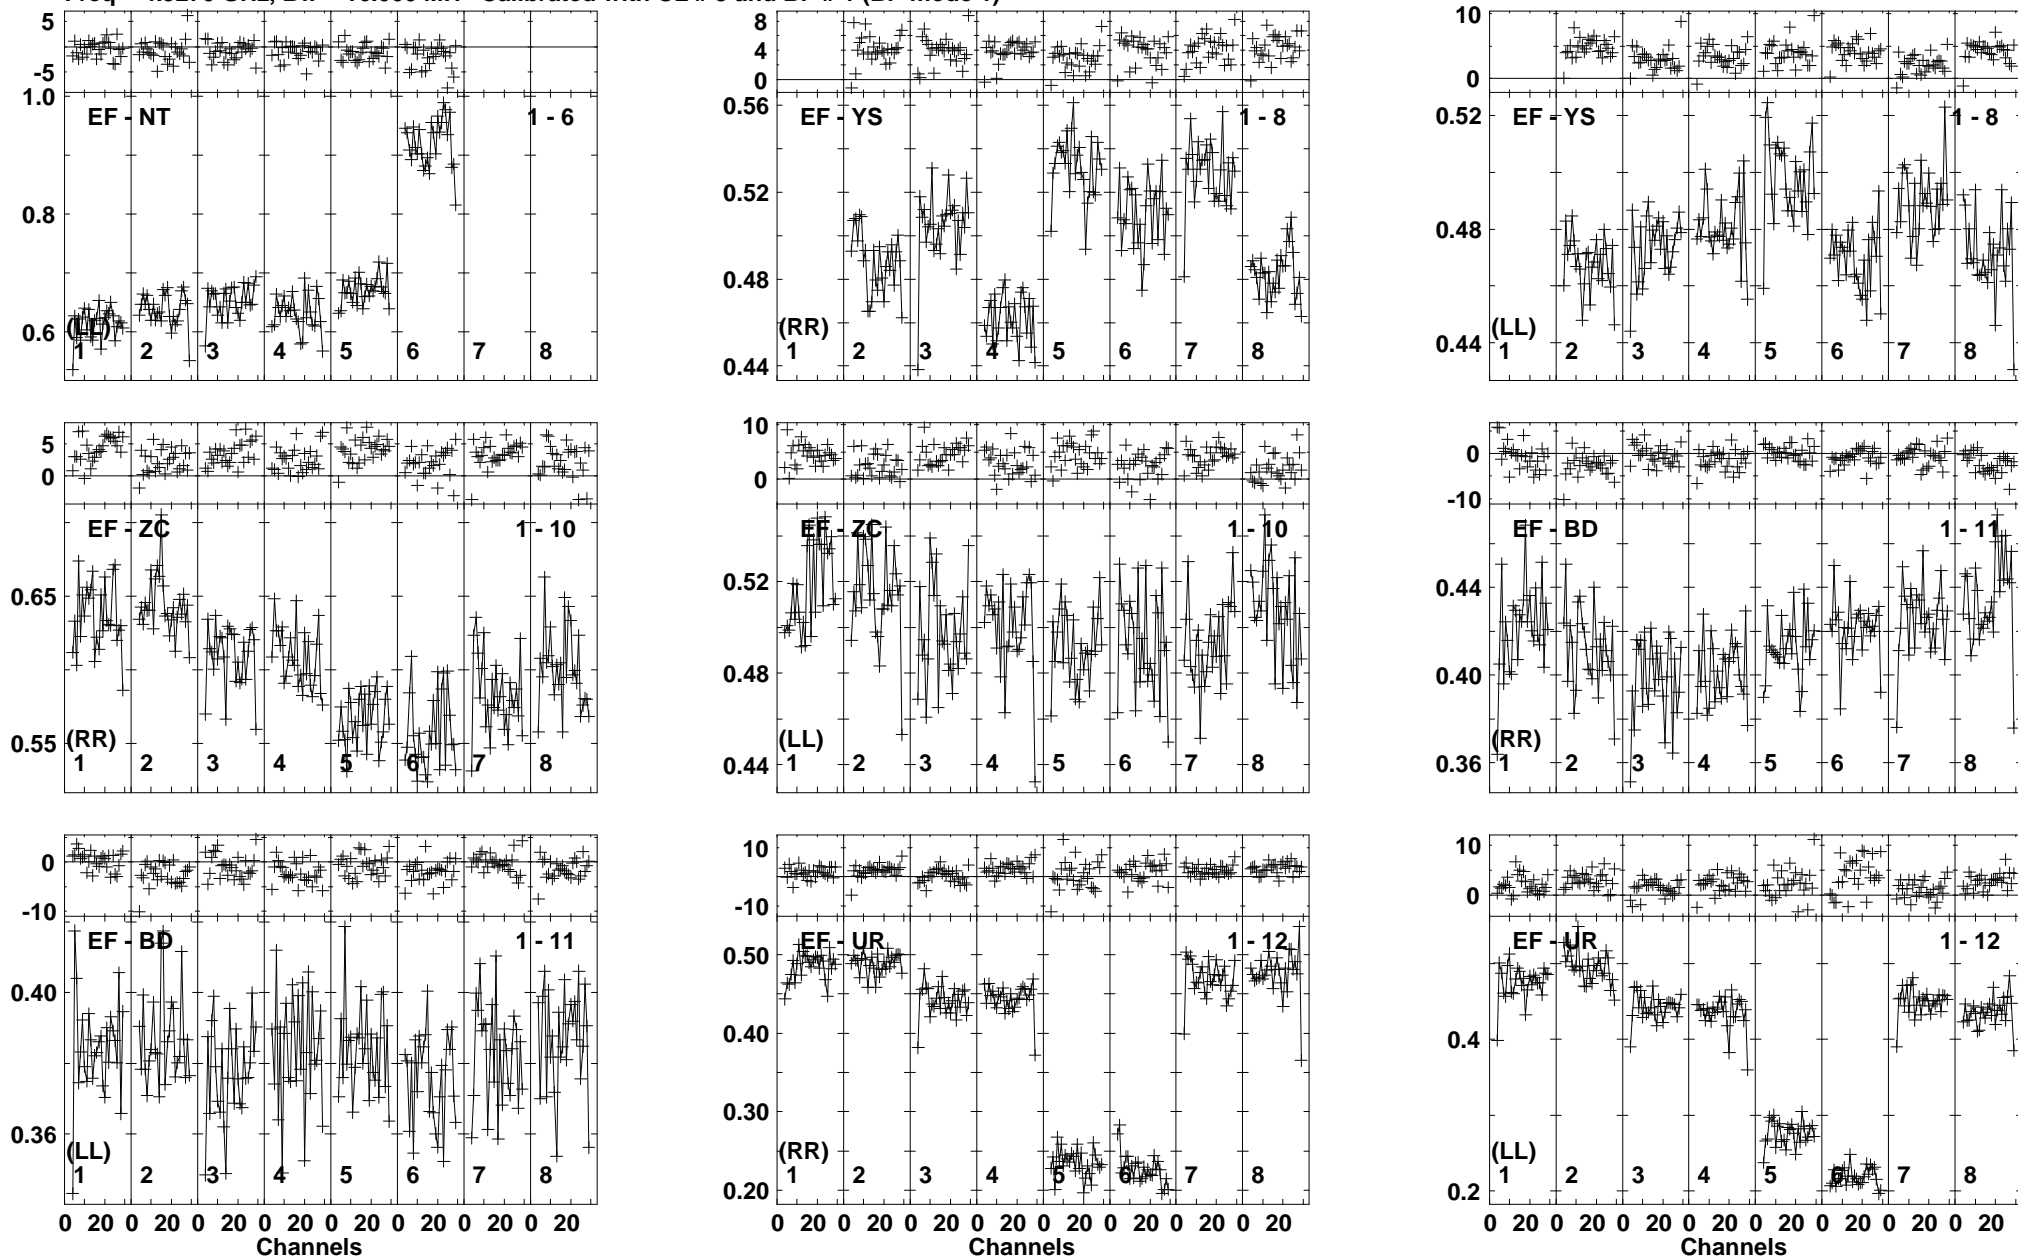 5
-5
1.0
EF - NT
1 - 6
0.8
0.6
(LL)
1 2 3 4 5 6 7 8
8
4
0
0.56
EF - YS
1 - 8
0.52
0.48
0.44
(RR)
1 2 3 4 5 6 7 8
10
0
0.52
EF - YS
1 - 8
0.48
0.44
(LL)
1 2 3 4 5 6 7 8
5
0
EF - ZC
1 - 10
0.65
0.55
(RR)
1 2 3 4 5 6 7 8
10
0
EF - ZC
1 - 10
0.52
0.48
0.44
(LL)
1 2 3 4 5 6 7 8
0
-10
EF - BD
1 - 11
0.44
0.40
0.36
(RR)
1 2 3 4 5 6 7 8
0
-10
EF - BD
1 - 11
0.40
0.36
(LL)
1 2 3 4 5 6 7 8
0 20 0 20 0 20 0 20 0 20 0 20 0 20 0 20
Channels
10
-10
EF - UR
1 - 12
0.50
0.40
0.30
0.20
(RR)
1 2 3 4 5 6 7 8
0 20 0 20 0 20 0 20 0 20 0 20 0 20 0 20
Channels
10
0
EF - UR
1 - 12
0.4
0.2
(LL)
1 2 3 4 5 6 7 8
0 20 0 20 0 20 0 20 0 20 0 20 0 20 0 20
Channels